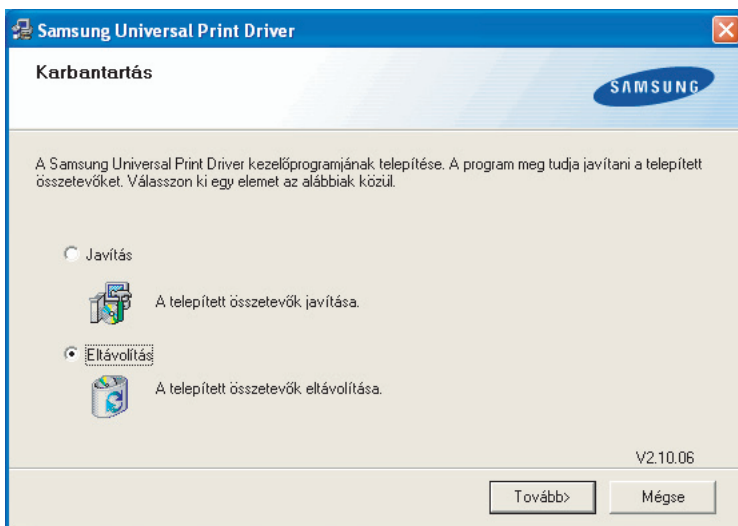 Samsung Universal Print Driver
Karbantartás
SAMSUNG
A Samsung Universal Print Driver kezelőprogramjának telepítése. A program meg tudja javítani a telepített
összetevőket. Válasszon ki egy elemet az alábbiak közül.
Javítás
A telepített összetevők javítása.
Eltávolítás
A telepített összetevők eltávolítása.
V2.10.06
Tovább>
Mégse